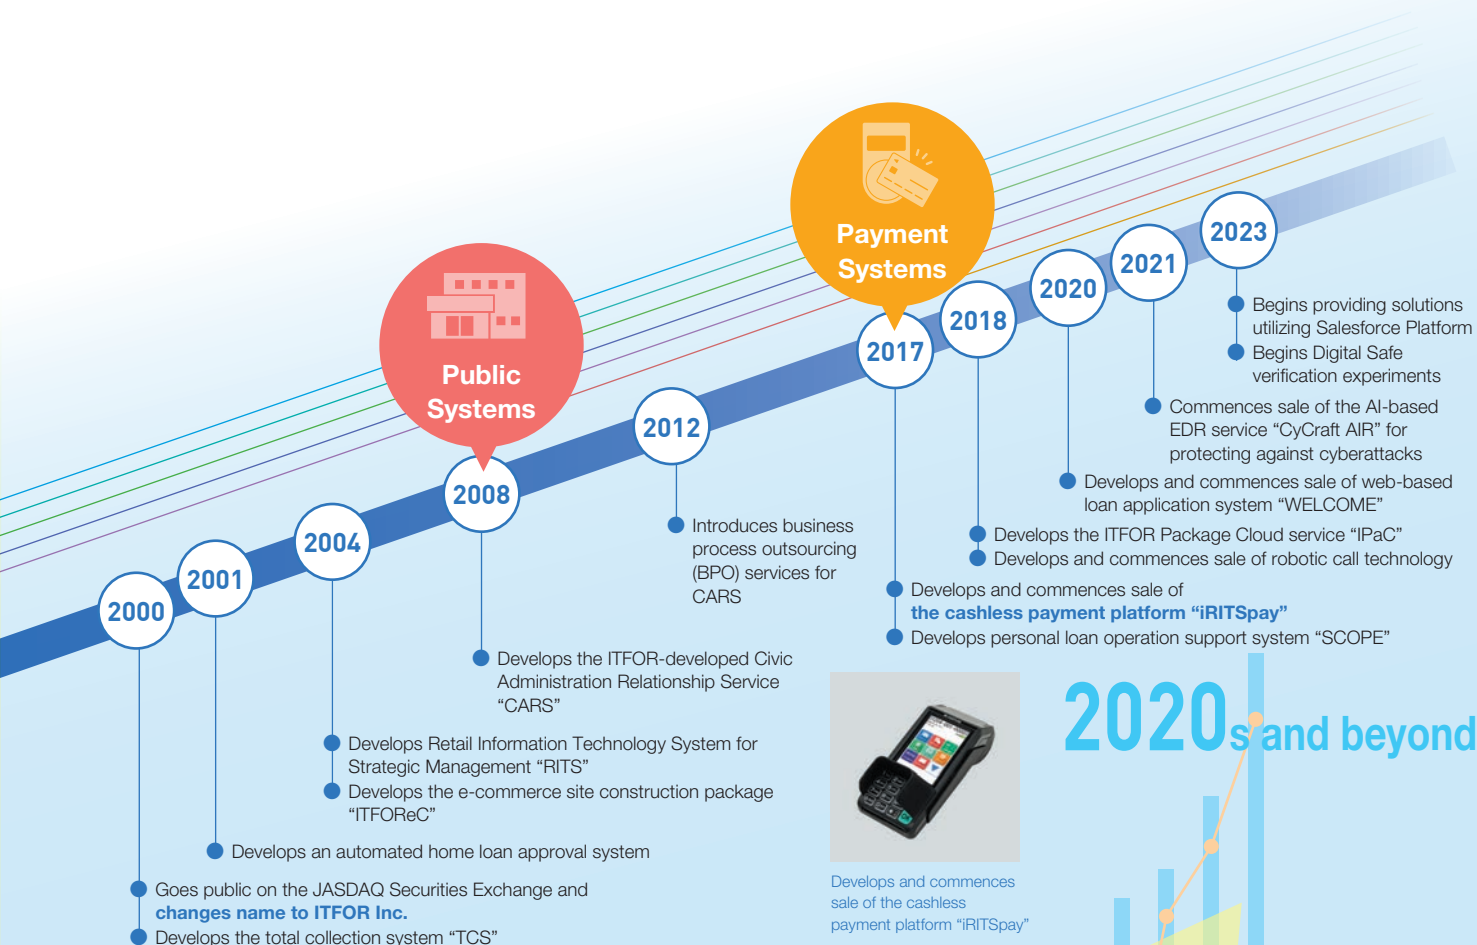 Payment
Systems
Public
Systems
2023
2021
2020
2018
2017
2012
2008
2004
2001
2000
Begins providing solutions
utilizing Salesforce Platform
Begins Digital Safe
verification experiments
Commences sale of the AI-based
EDR service “CyCraft AIR” for
protecting against cyberattacks
Develops and commences sale of web-based
loan application system “WELCOME”
Develops the ITFOR Package Cloud service “IPaC”
Develops and commences sale of robotic call technology
Develops and commences sale of
the cashless payment platform “iRITSpay”
Develops personal loan operation support system “SCOPE”
Introduces business
process outsourcing
(BPO) services for
CARS
Develops the ITFOR-developed Civic
Administration Relationship Service
“CARS”
Develops Retail Information Technology System for
Strategic Management “RITS”
Develops the e-commerce site construction package
“ITFOReC”
Develops an automated home loan approval system
Goes public on the JASDAQ Securities Exchange and
changes name to ITFOR Inc.
Develops the total collection system “TCS”
2020s and beyond
Develops and commences
sale of the cashless
payment platform “iRITSpay”